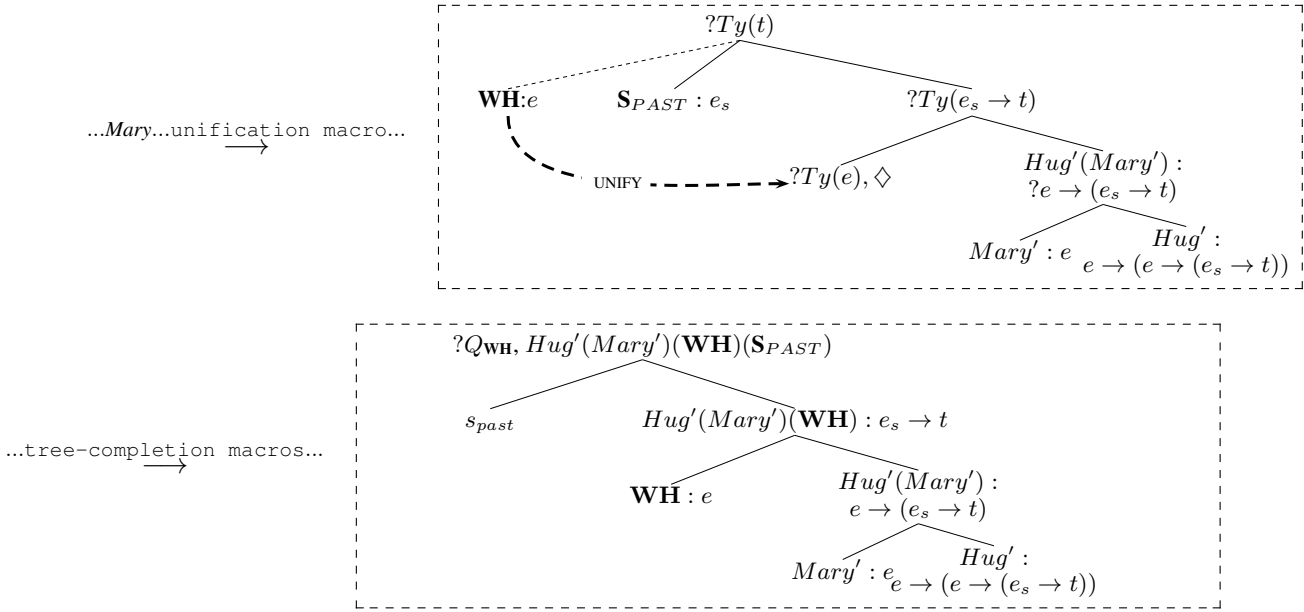 ?Ty(t)
WH:e
S_PAST : e_s
?Ty(e_s → t)
...Mary...unification macro...
⟶
UNIFY
?Ty(e), ♢
Hug′(Mary′) :
?e → (e_s → t)
Mary′ : e
Hug′ :
e → (e → (e_s → t))
?Q_WH, Hug′(Mary′)(WH)(S_PAST)
s_past
Hug′(Mary′)(WH) : e_s → t
...tree-completion macros...
⟶
WH : e
Hug′(Mary′) :
e → (e_s → t)
Mary′ : e
Hug′ :
e → (e → (e_s → t))